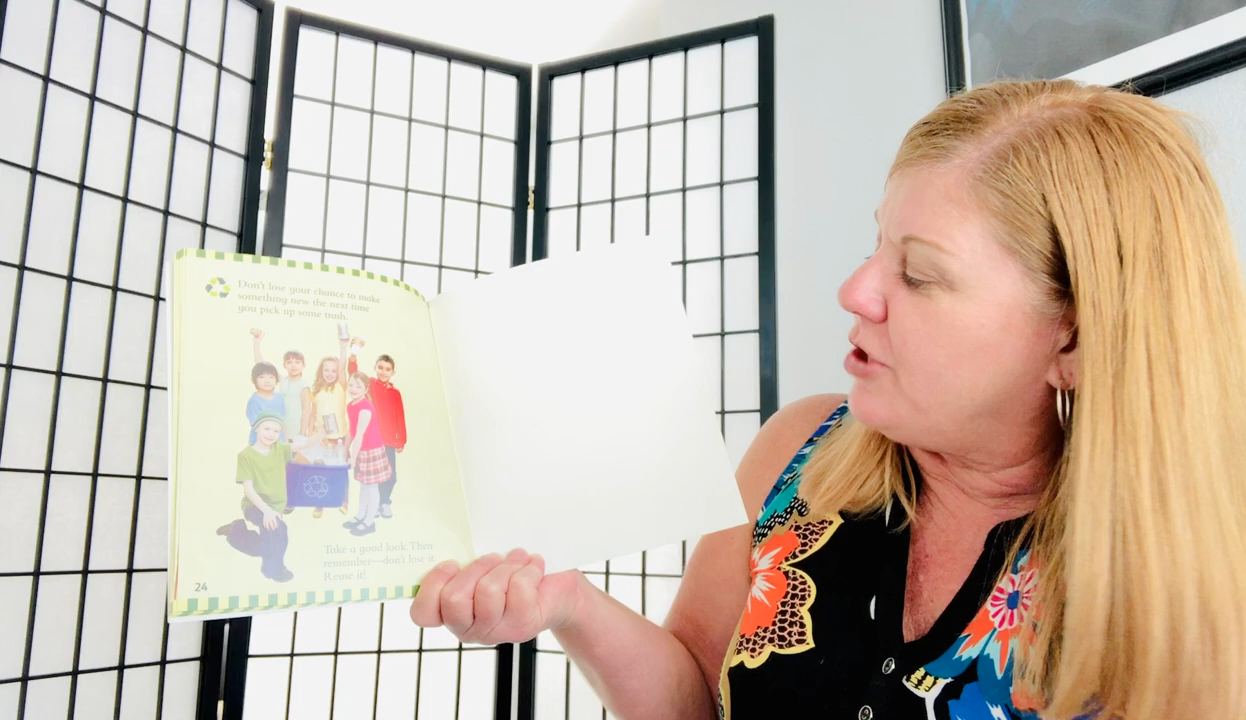 Don't lose your chance to make
something new the next time
you pick up some trash.
Take a good look. Then
remember—don't lose it.
Reuse it!
24